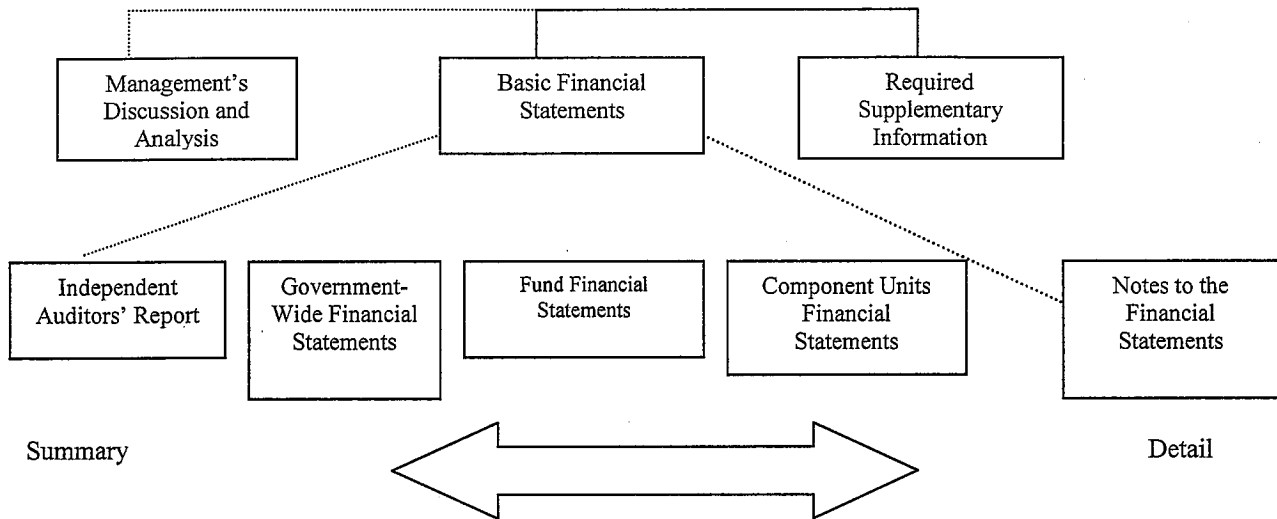 Management's
Discussion and
Analysis
Basic Financial
Statements
Required
Supplementary
Information
Independent
Auditors' Report
Government-
Wide Financial
Statements
Fund Financial
Statements
Component Units
Financial
Statements
Notes to the
Financial
Statements
Summary
Detail